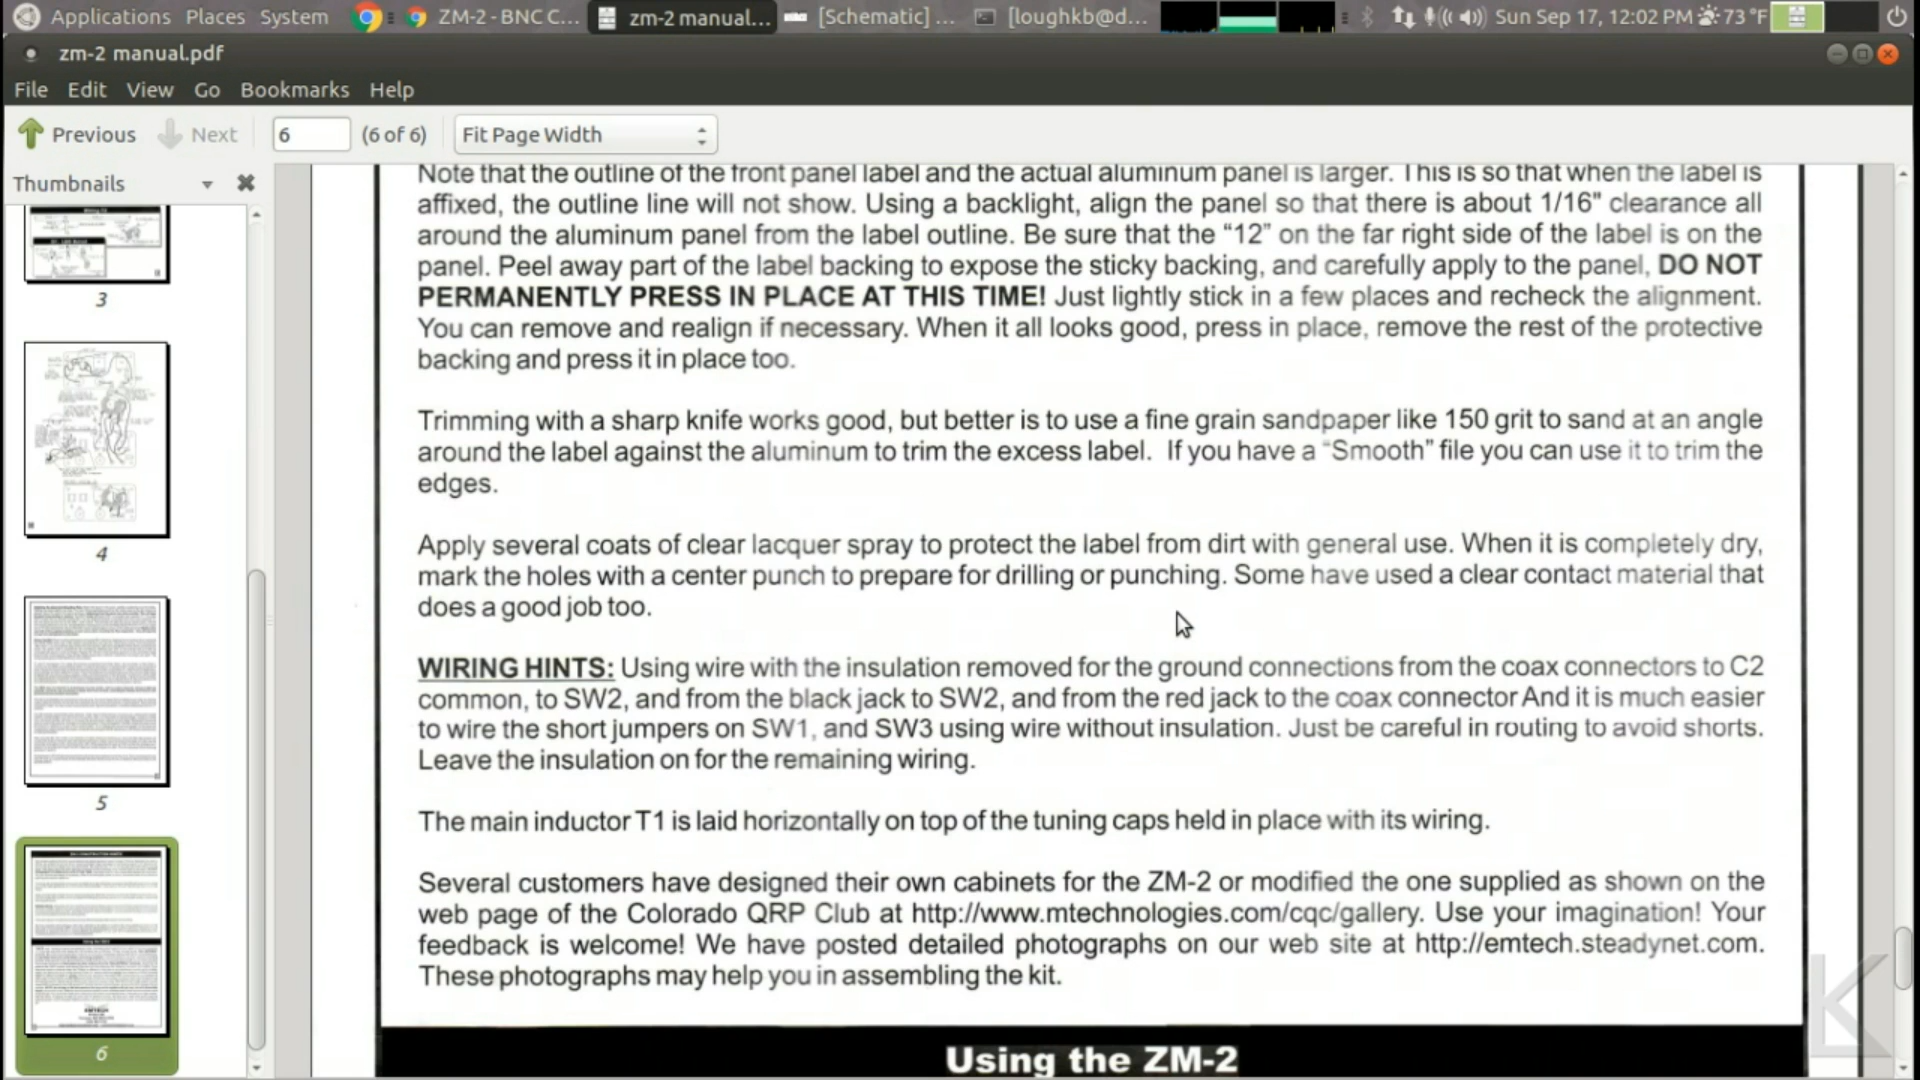 Applications Places System ZM-2 - BNC C... zm-2 manual... [Schematic] ... [loughkb@d... Sun Sep 17, 12:02 PM 73 °F
zm-2 manual.pdf
File Edit View Go Bookmarks Help
Previous Next 6 (6 of 6) Fit Page Width
Thumbnails
3
4
5
6
Note that the outline of the front panel label and the actual aluminum panel is larger. This is so that when the label is
affixed, the outline line will not show. Using a backlight, align the panel so that there is about 1/16" clearance all
around the aluminum panel from the label outline. Be sure that the “12” on the far right side of the label is on the
panel. Peel away part of the label backing to expose the sticky backing, and carefully apply to the panel, DO NOT
PERMANENTLY PRESS IN PLACE AT THIS TIME! Just lightly stick in a few places and recheck the alignment.
You can remove and realign if necessary. When it all looks good, press in place, remove the rest of the protective
backing and press it in place too.
Trimming with a sharp knife works good, but better is to use a fine grain sandpaper like 150 grit to sand at an angle
around the label against the aluminum to trim the excess label. If you have a “Smooth” file you can use it to trim the
edges.
Apply several coats of clear lacquer spray to protect the label from dirt with general use. When it is completely dry,
mark the holes with a center punch to prepare for drilling or punching. Some have used a clear contact material that
does a good job too.
WIRING HINTS: Using wire with the insulation removed for the ground connections from the coax connectors to C2
common, to SW2, and from the black jack to SW2, and from the red jack to the coax connector And it is much easier
to wire the short jumpers on SW1, and SW3 using wire without insulation. Just be careful in routing to avoid shorts.
Leave the insulation on for the remaining wiring.
The main inductor T1 is laid horizontally on top of the tuning caps held in place with its wiring.
Several customers have designed their own cabinets for the ZM-2 or modified the one supplied as shown on the
web page of the Colorado QRP Club at http://www.mtechnologies.com/cqc/gallery. Use your imagination! Your
feedback is welcome! We have posted detailed photographs on our web site at http://emtech.steadynet.com.
These photographs may help you in assembling the kit.
Using the ZM-2
K